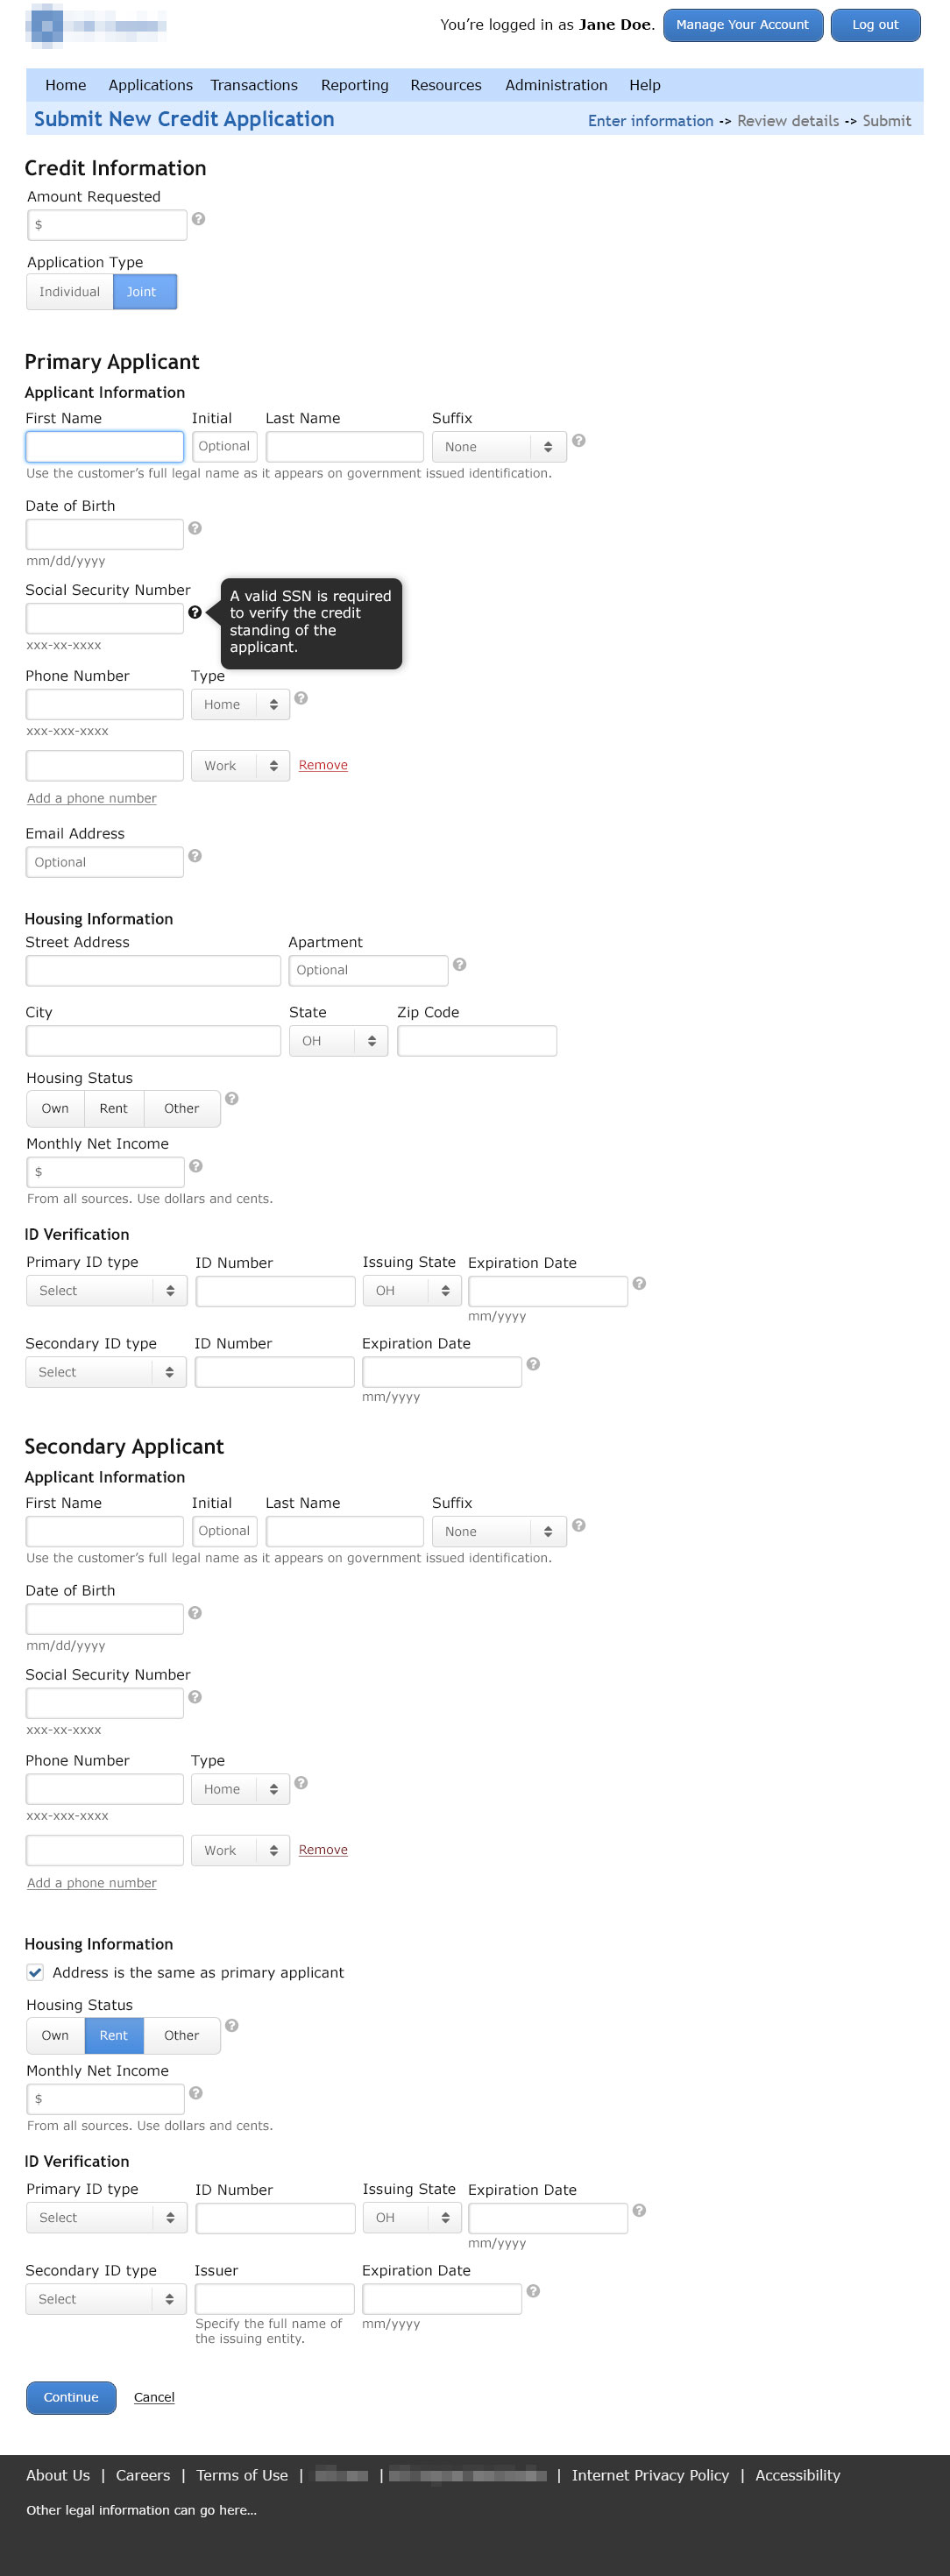 You’re logged in as Jane Doe. Manage Your Account Log out
Home Applications Transactions Reporting Resources Administration Help
Submit New Credit Application Enter information -> Review details -> Submit
Credit Information
Amount Requested
$ ?
Application Type
Individual Joint
Primary Applicant
Applicant Information
First Name Initial Last Name Suffix
Optional None ?
Use the customer’s full legal name as it appears on government issued identification.
Date of Birth
?
mm/dd/yyyy
Social Security Number
?
xxx-xx-xxxx
A valid SSN is required
to verify the credit
standing of the
applicant.
Phone Number Type
Home ?
xxx-xxx-xxxx
Work Remove
Add a phone number
Email Address
Optional ?
Housing Information
Street Address Apartment
Optional ?
City State Zip Code
OH
Housing Status
Own Rent Other ?
Monthly Net Income
$ ?
From all sources. Use dollars and cents.
ID Verification
Primary ID type ID Number Issuing State Expiration Date
Select OH ?
mm/yyyy
Secondary ID type ID Number Expiration Date
Select ?
mm/yyyy
Secondary Applicant
Applicant Information
First Name Initial Last Name Suffix
Optional None ?
Use the customer’s full legal name as it appears on government issued identification.
Date of Birth
?
mm/dd/yyyy
Social Security Number
?
xxx-xx-xxxx
Phone Number Type
Home ?
xxx-xxx-xxxx
Work Remove
Add a phone number
Housing Information
Address is the same as primary applicant
Housing Status
Own Rent Other ?
Monthly Net Income
$ ?
From all sources. Use dollars and cents.
ID Verification
Primary ID type ID Number Issuing State Expiration Date
Select OH ?
mm/yyyy
Secondary ID type Issuer Expiration Date
Select ?
Specify the full name of mm/yyyy
the issuing entity.
Continue Cancel
About Us | Careers | Terms of Use | | | Internet Privacy Policy | Accessibility
Other legal information can go here...